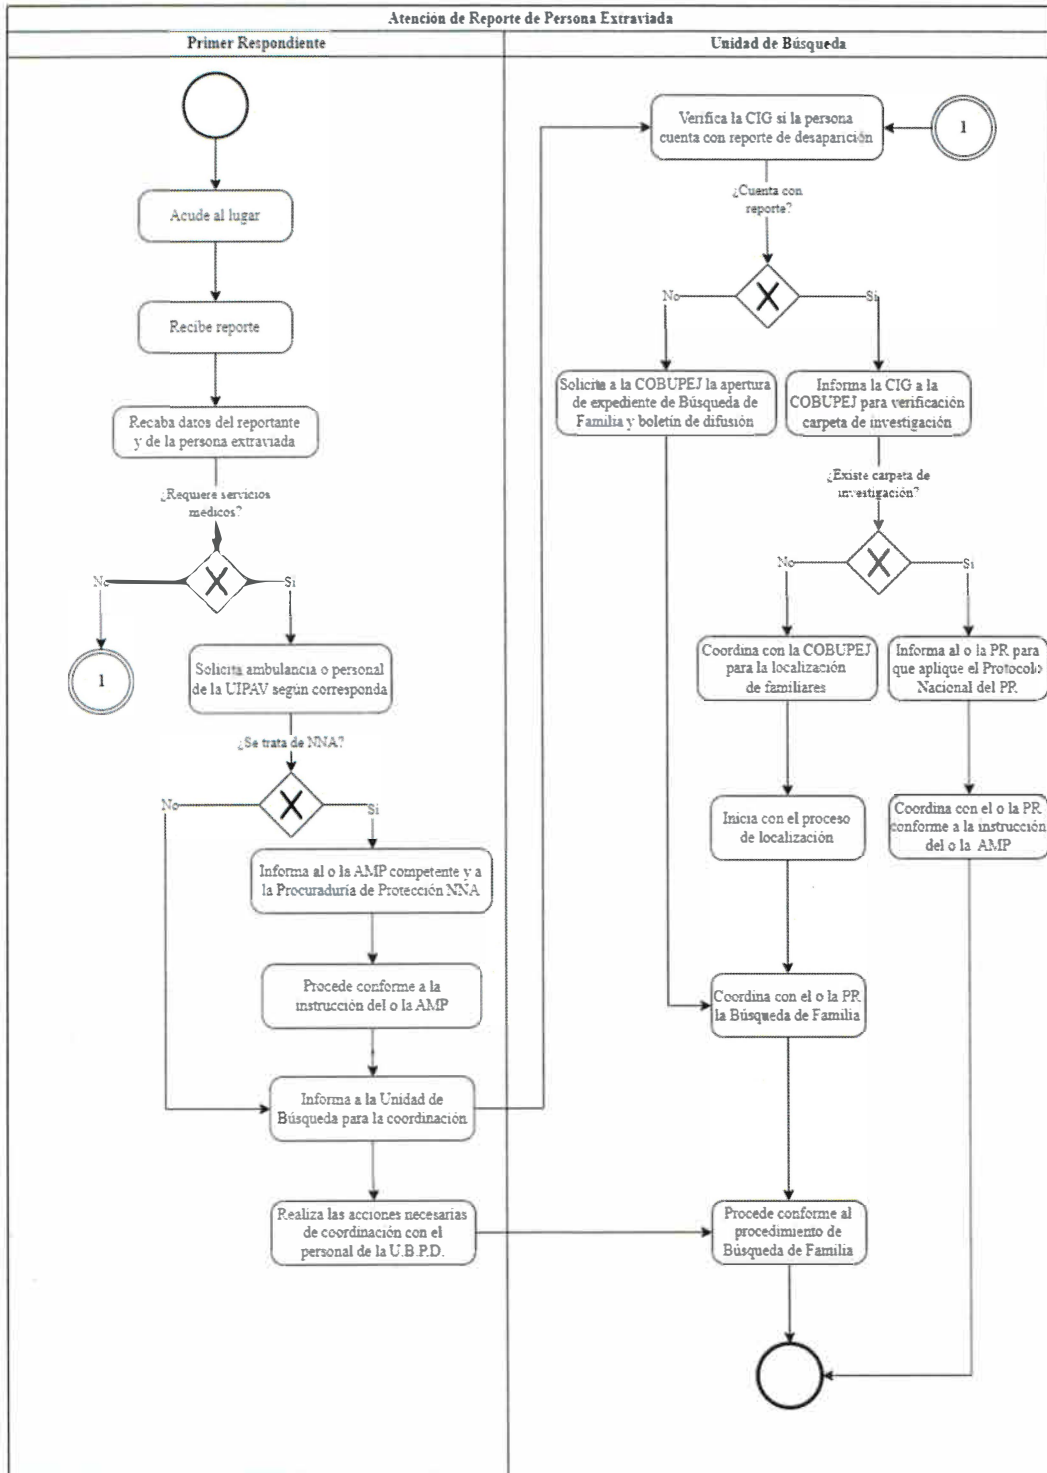 Atención de Reporte de Persona Extraviada
Primer Respondiente
Acude al lugar
Recibe reporte
Recaba datos del reportante
y de la persona extraviada
¿Requiere servicios
medicos?
No
Si
1
Solicita ambulancia o personal
de la UIPAV según corresponda
¿Se trata de NNA?
No
Si
Informa al o la AMP competente y a
la Procuraduría de Protección NNA
Procede conforme a la
instrucción del o la AMP
Informa a la Unidad de
Búsqueda para la coordinación
Realiza las acciones necesarias
de coordinación con el
personal de la U.B.P.D.
Unidad de Búsqueda
Verifica la CIG si la persona
cuenta con reporte de desaparición
1
¿Cuenta con
reporte?
No
Si
Solicita a la COBUPEJ la apertura
de expediente de Búsqueda de
Familia y boletín de difusión
Informa la CIG a la
COBUPEJ para verificación
carpeta de investigación
¿Existe carpeta de
investigación?
No
Si
Coordina con la COBUPEJ
para la localización
de familiares
Informa al o la PR para
que aplique el Protocolo
Nacional del PR
Inicia con el proceso
de localización
Coordina con el o la PR
conforme a la instrucción
del o la AMP
Coordina con el o la PR
la Búsqueda de Familia
Procede conforme al
procedimiento de
Búsqueda de Familia